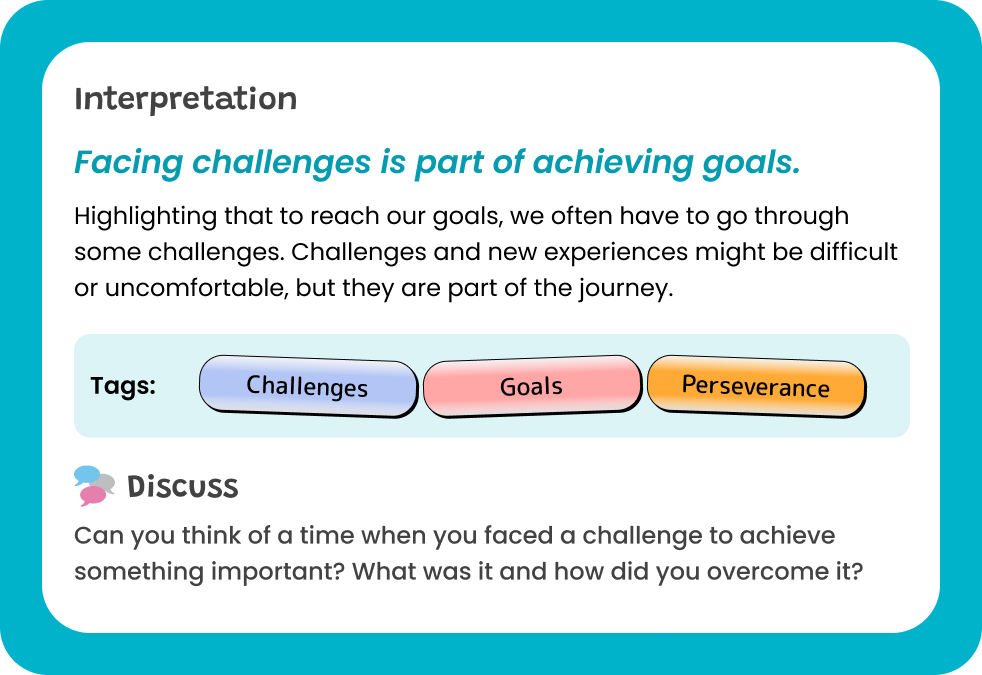 Interpretation
Facing challenges is part of achieving goals.
Highlighting that to reach our goals, we often have to go through
some challenges. Challenges and new experiences might be difficult
or uncomfortable, but they are part of the journey.
Tags: Challenges Goals Perseverance
Discuss
Can you think of a time when you faced a challenge to achieve
something important? What was it and how did you overcome it?